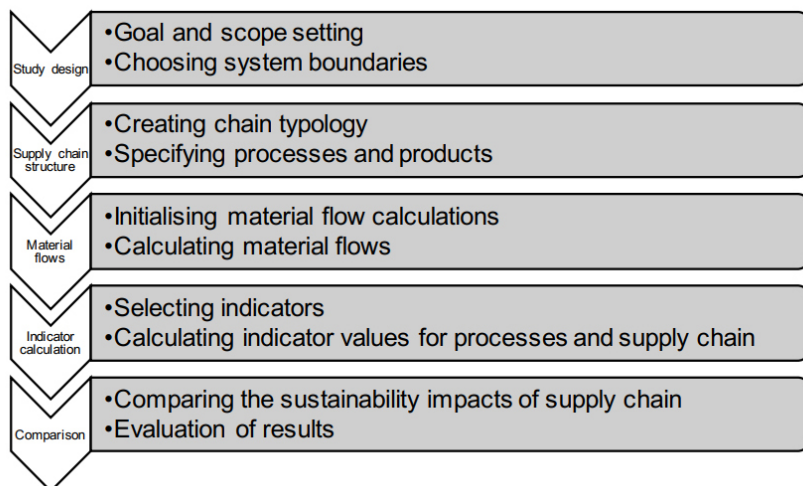 Study design
•Goal and scope setting
•Choosing system boundaries
Supply chain
structure
•Creating chain typology
•Specifying processes and products
Material
flows
•Initialising material flow calculations
•Calculating material flows
Indicator
calculation
•Selecting indicators
•Calculating indicator values for processes and supply chain
Comparison
•Comparing the sustainability impacts of supply chain
•Evaluation of results